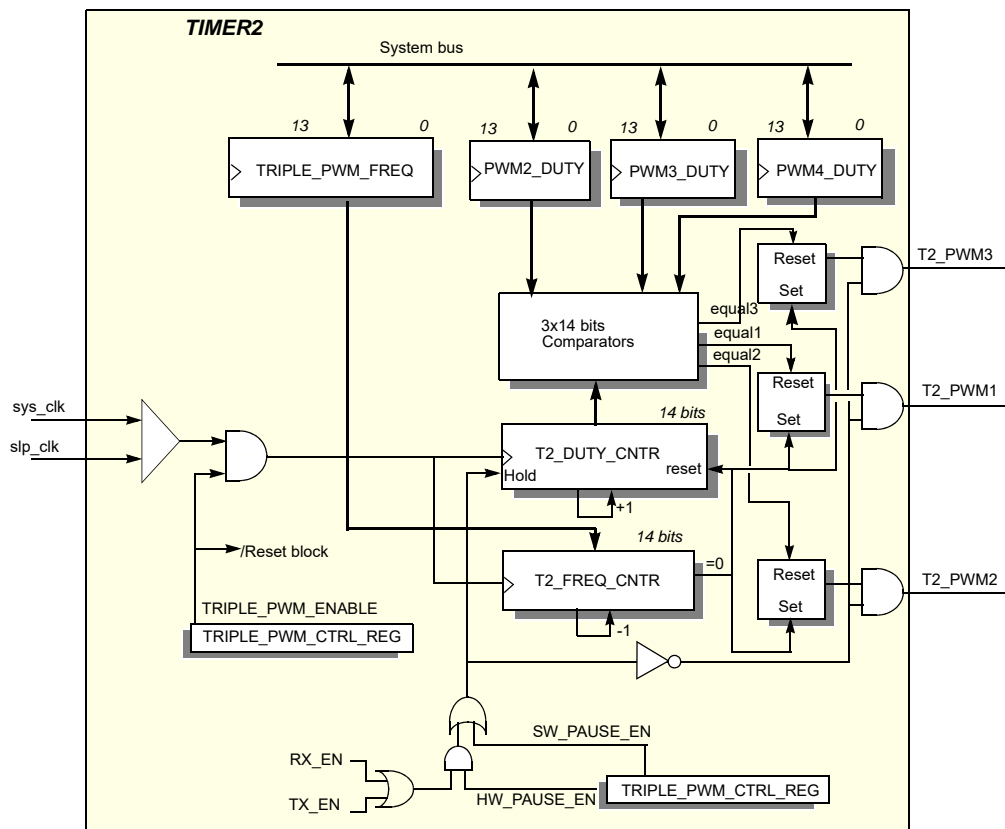 TIMER2
System bus
13 0 13 0 13 0 13 0
TRIPLE_PWM_FREQ PWM2_DUTY PWM3_DUTY PWM4_DUTY
T2_PWM3
Reset
Set
equal3
3x14 bits
Comparators
equal1
equal2
T2_PWM1
Reset
Set
sys_clk
slp_clk
14 bits
T2_DUTY_CNTR
reset
Hold
+1
14 bits
/Reset block
T2_FREQ_CNTR
=0
-1
T2_PWM2
Reset
Set
TRIPLE_PWM_ENABLE
TRIPLE_PWM_CTRL_REG
SW_PAUSE_EN
RX_EN
TX_EN
HW_PAUSE_EN
TRIPLE_PWM_CTRL_REG